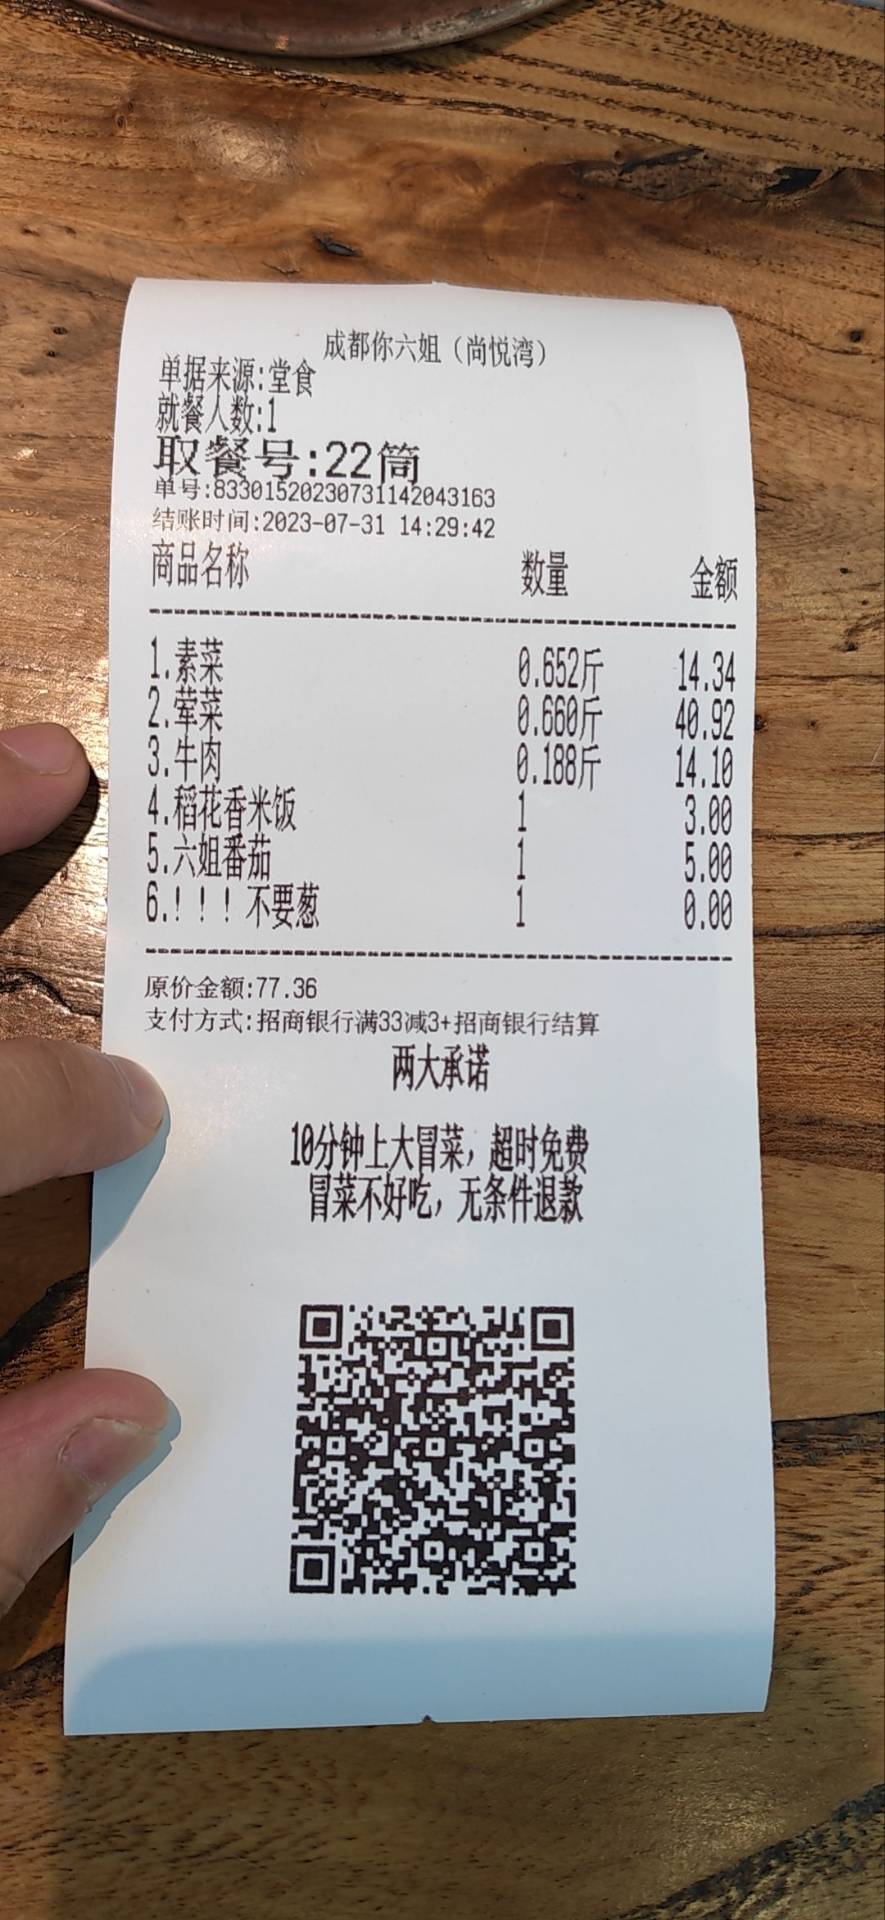 成都你六姐（尚悦湾）
单据来源:堂食
就餐人数:1
取餐号:22筒
单号:833015202307311142043163
结账时间:2023-07-31 14:29:42
商品名称 数量 金额
1.素菜 0.652斤 14.34
2.荤菜 0.660斤 40.92
3.牛肉 0.188斤 14.10
4.稻花香米饭 1 3.00
5.六姐番茄 1 5.00
6.！！！不要葱 1 0.00
原价金额:77.36
支付方式:招商银行满33减3+招商银行结算
两大承诺
10分钟上大冒菜，超时免费
冒菜不好吃，无条件退款